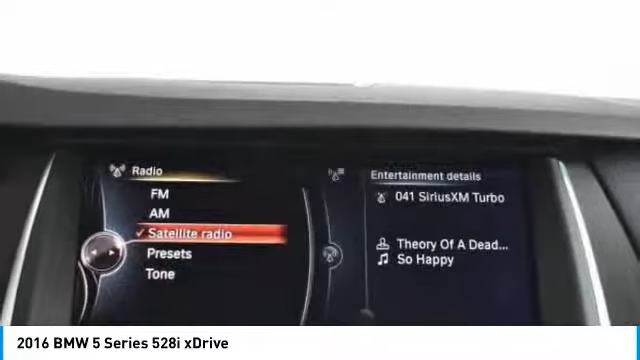 Radio
FM
AM
✓ Satellite radio
Presets
Tone
Entertainment details
041 SiriusXM Turbo
Theory Of A Dead...
So Happy
2016 BMW 5 Series 528i xDrive